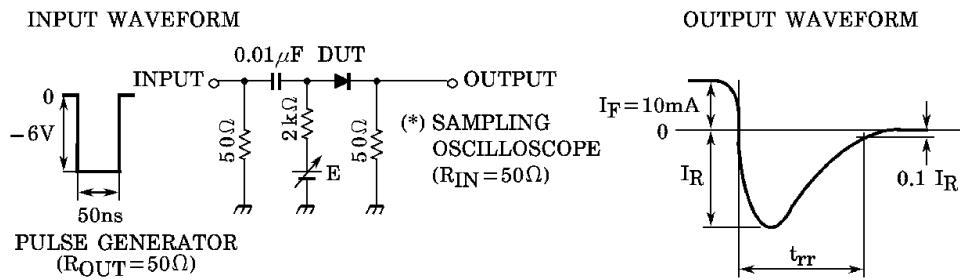 INPUT WAVEFORM
OUTPUT WAVEFORM
0.01μF DUT
INPUT
OUTPUT
0
−6V
50ns
50Ω
2kΩ
E
50Ω
(*) SAMPLING
OSCILLOSCOPE
(RIN=50Ω)
PULSE GENERATOR
(ROUT=50Ω)
IF=10mA
0
IR
0.1 IR
trr